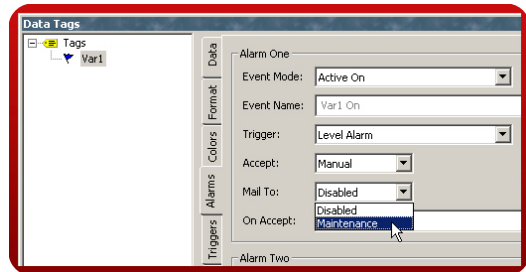 Data Tags
Tags
Var1
Data
Format
Colors
Alarms
Triggers
Alarm One
Event Mode: Active On
Event Name: Var1 On
Trigger: Level Alarm
Accept: Manual
Mail To: Disabled
Disabled
Maintenance
On Accept:
Alarm Two